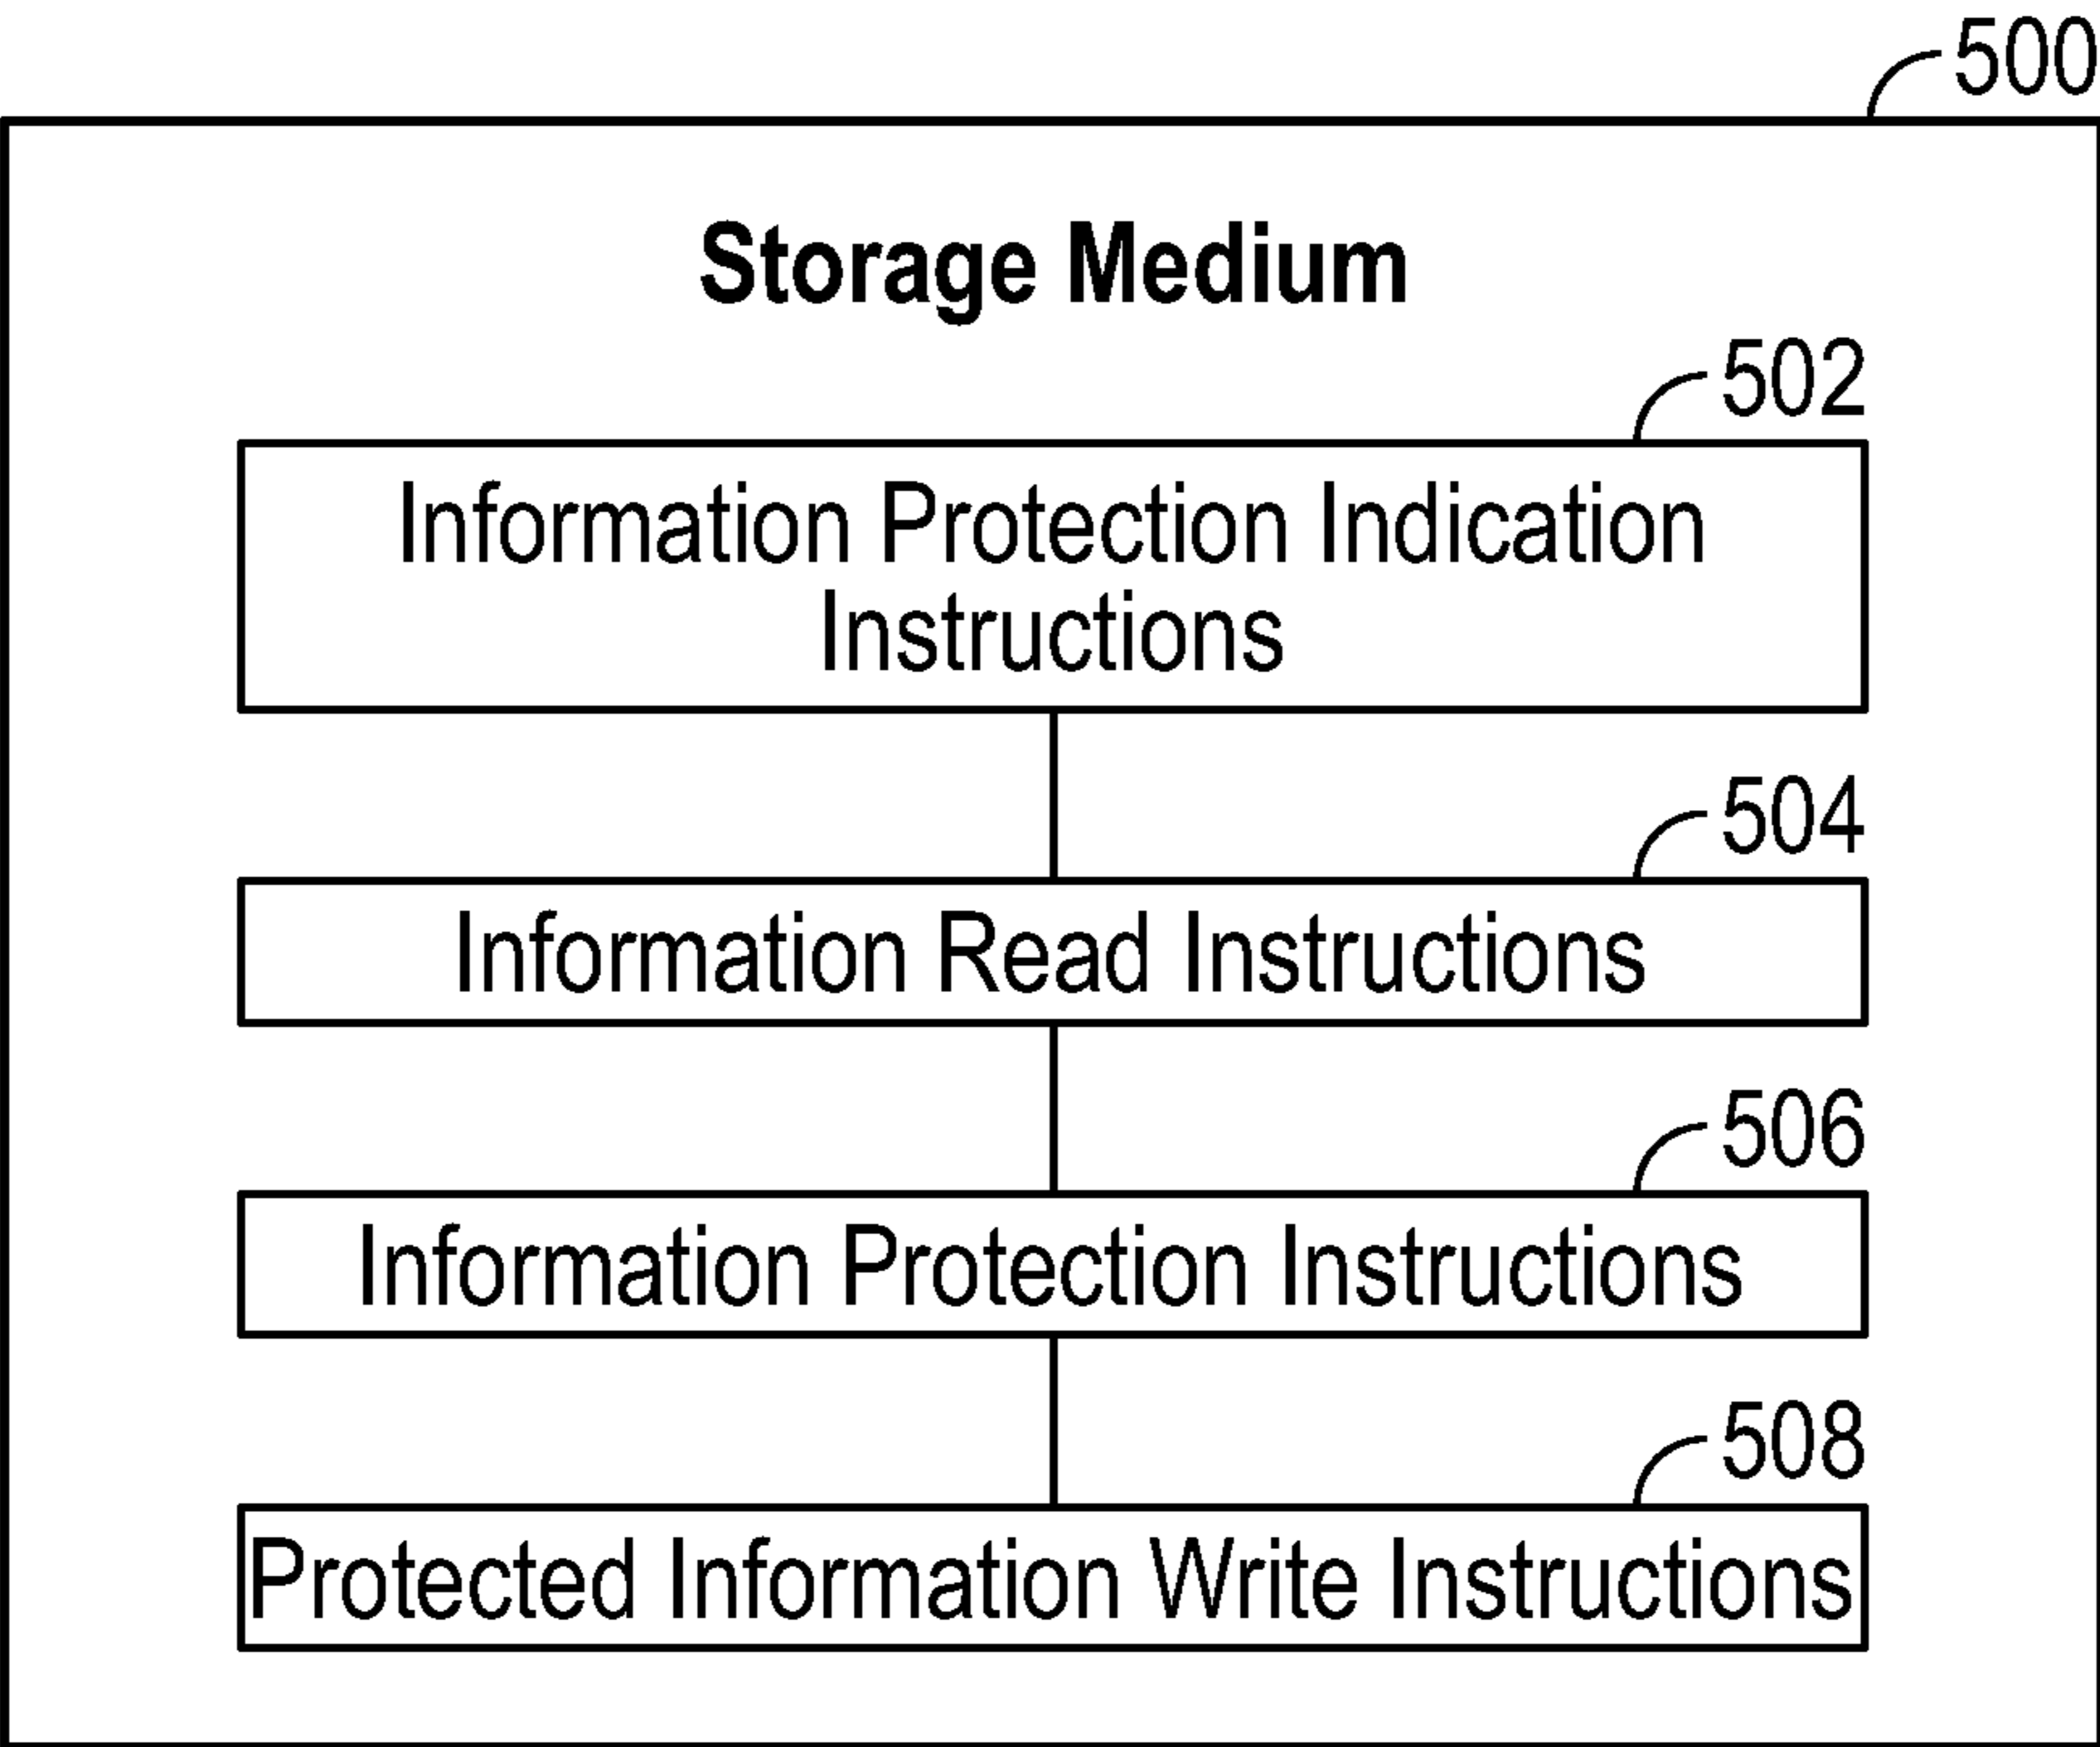 500
Storage Medium
502
Information Protection Indication
Instructions
504
Information Read Instructions
506
Information Protection Instructions
508
Protected Information Write Instructions